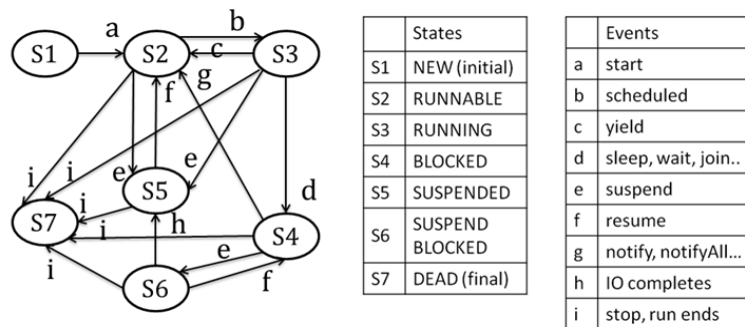 a
b
S1
S2
c
S3
g
f
i
i
e
e
d
S5
i
S7
i
h
S4
e
i
S6
f
States
S1 NEW (initial)
S2 RUNNABLE
S3 RUNNING
S4 BLOCKED
S5 SUSPENDED
S6 SUSPEND
BLOCKED
S7 DEAD (final)
Events
a start
b scheduled
c yield
d sleep, wait, join..
e suspend
f resume
g notify, notifyAll...
h IO completes
i stop, run ends